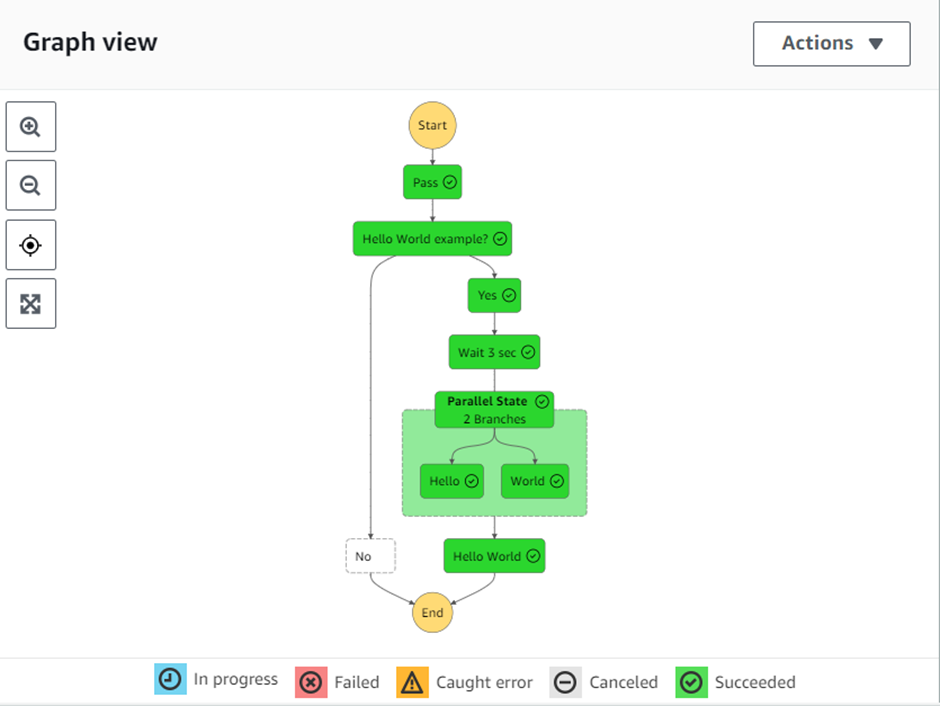 Graph view
Actions
Start
Pass
Hello World example?
Yes
Wait 3 sec
Parallel State
2 Branches
Hello
World
No
Hello World
End
In progress
Failed
Caught error
Canceled
Succeeded